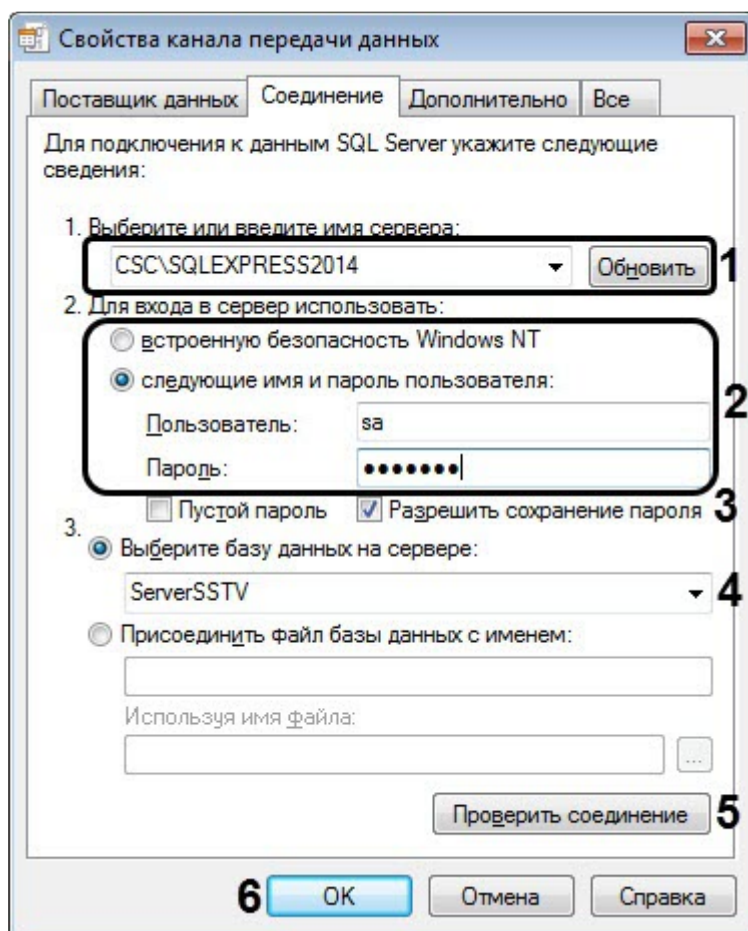 Свойства канала передачи данных
Поставщик данных Соединение Дополнительно Все
Для подключения к данным SQL Server укажите следующие
сведения:
1. Выберите или введите имя сервера:
CSC\SQLEXPRESS2014 Обновить 1
2. Для входа в сервер использовать:
встроенную безопасность Windows NT
следующие имя и пароль пользователя:
2
Пользователь: sa
Пароль: •••••••
Пустой пароль Разрешить сохранение пароля 3
3.
Выберите базу данных на сервере:
ServerSSTV 4
Присоединить файл базы данных с именем:
Используя имя файла:
...
Проверить соединение 5
6 OK Отмена Справка